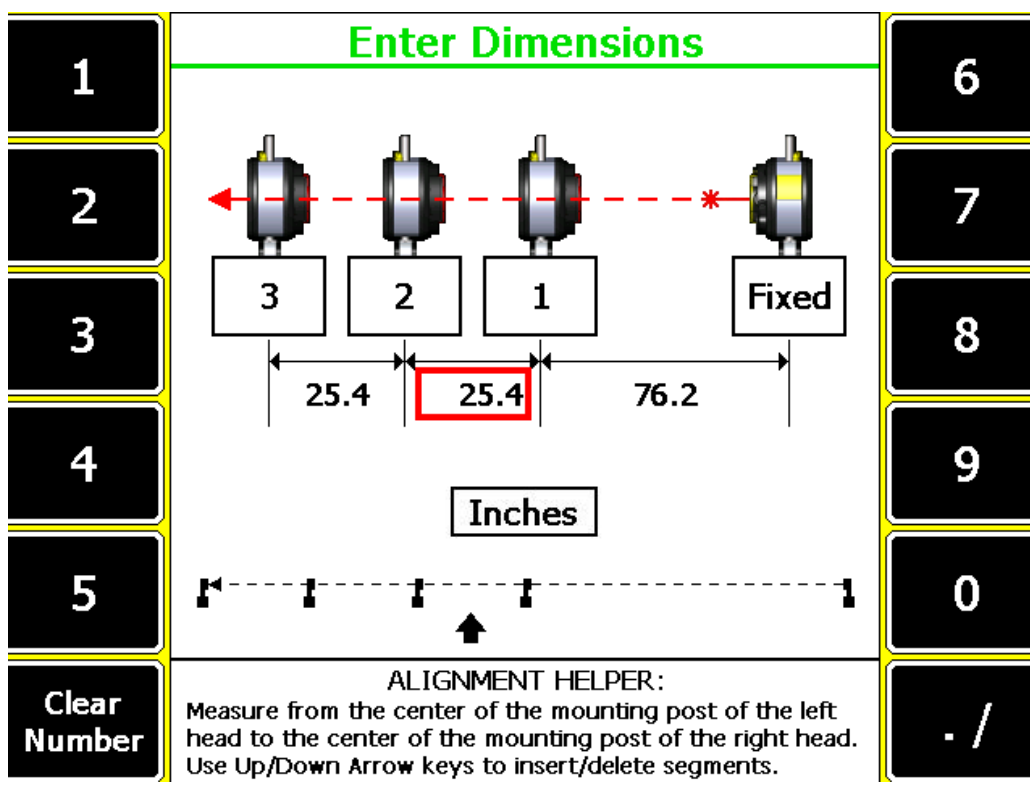 Enter Dimensions
1
2
3
4
5
Clear
Number
3
2
1
Fixed
25.4
25.4
76.2
Inches
ALIGNMENT HELPER:
Measure from the center of the mounting post of the left
head to the center of the mounting post of the right head.
Use Up/Down Arrow keys to insert/delete segments.
6
7
8
9
0
. /